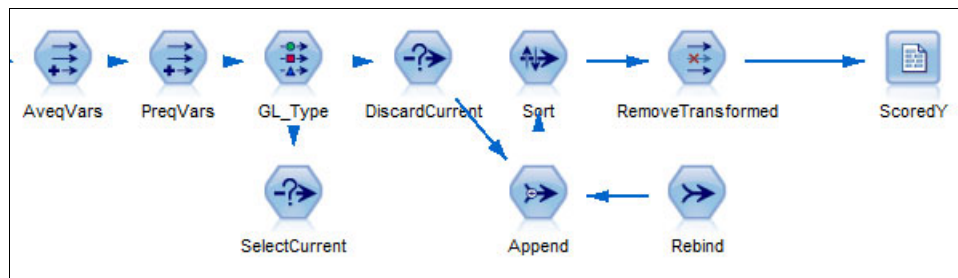 AveqVars PreqVars GL_Type DiscardCurrent Sort RemoveTransformed ScoredY
SelectCurrent Append Rebind